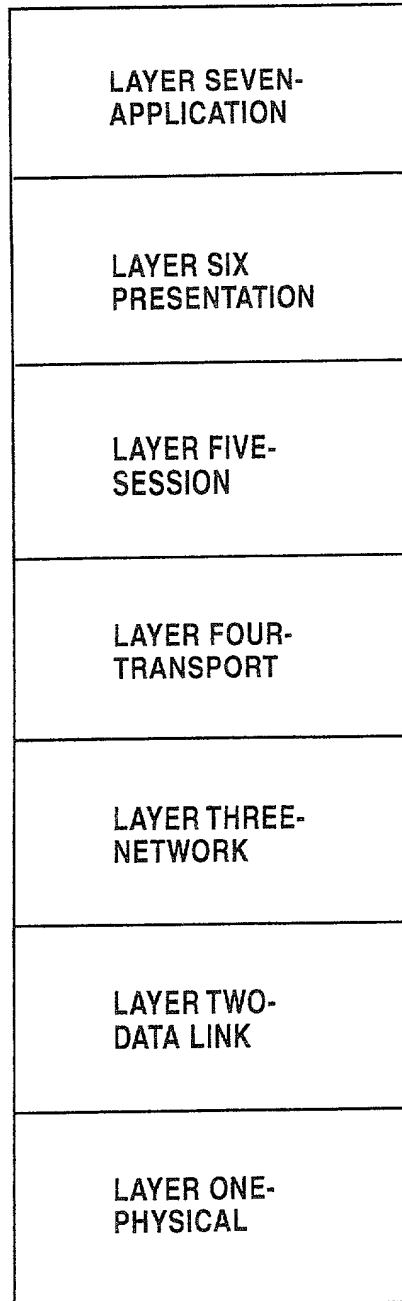 LAYER SEVEN-
APPLICATION
LAYER SIX
PRESENTATION
LAYER FIVE-
SESSION
LAYER FOUR-
TRANSPORT
LAYER THREE-
NETWORK
LAYER TWO-
DATA LINK
LAYER ONE-
PHYSICAL